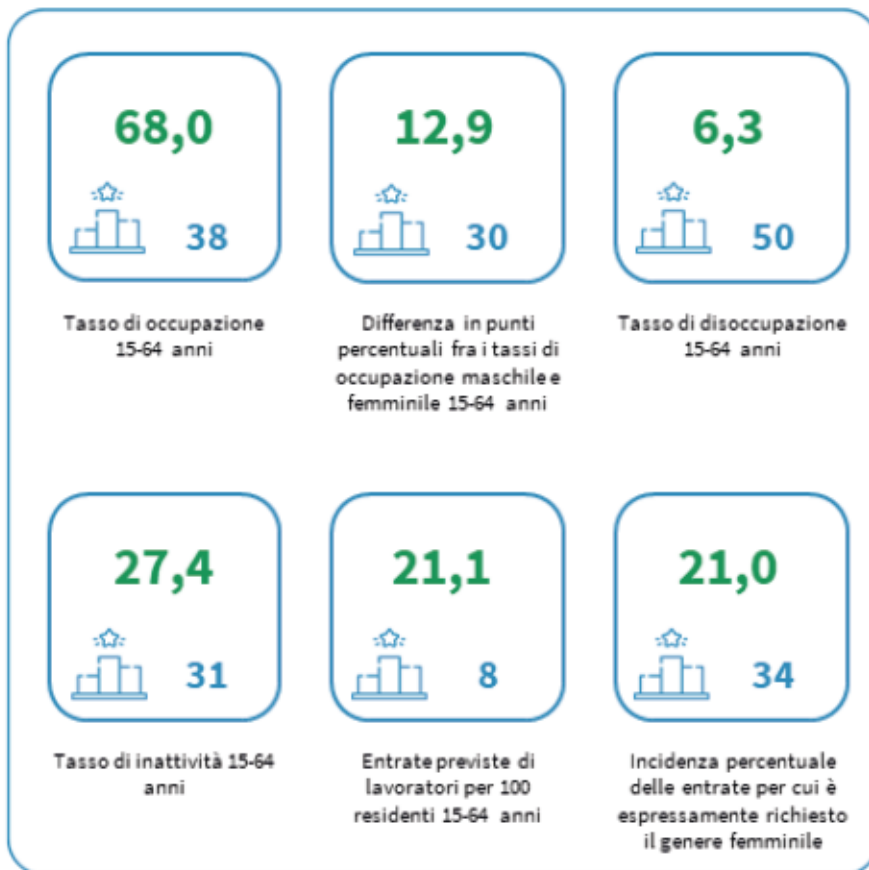 68,0
38
Tasso di occupazione
15-64 anni
12,9
30
Differenza in punti
percentuali fra i tassi di
occupazione maschile e
femminile 15-64 anni
6,3
50
Tasso di disoccupazione
15-64 anni
27,4
31
Tasso di inattività 15-64
anni
21,1
8
Entrate previste di
lavoratori per 100
residenti 15-64 anni
21,0
34
Incidenza percentuale
delle entrate per cui è
espressamente richiesto
il genere femminile